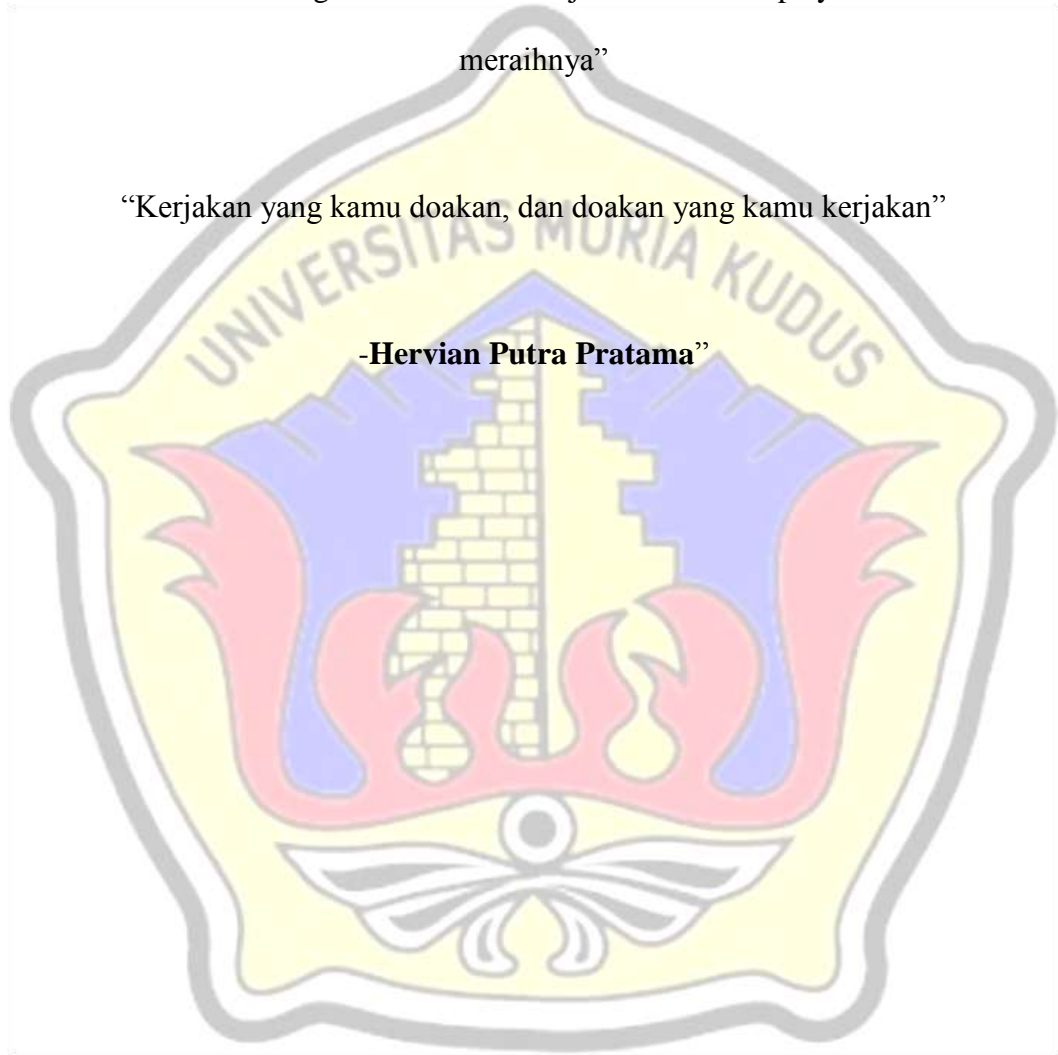 meraihnya”
“Kerjakan yang kamu doakan, dan doakan yang kamu kerjakan”
UNIVERSITAS MURIA KUDUS
-Hervian Putra Pratama”